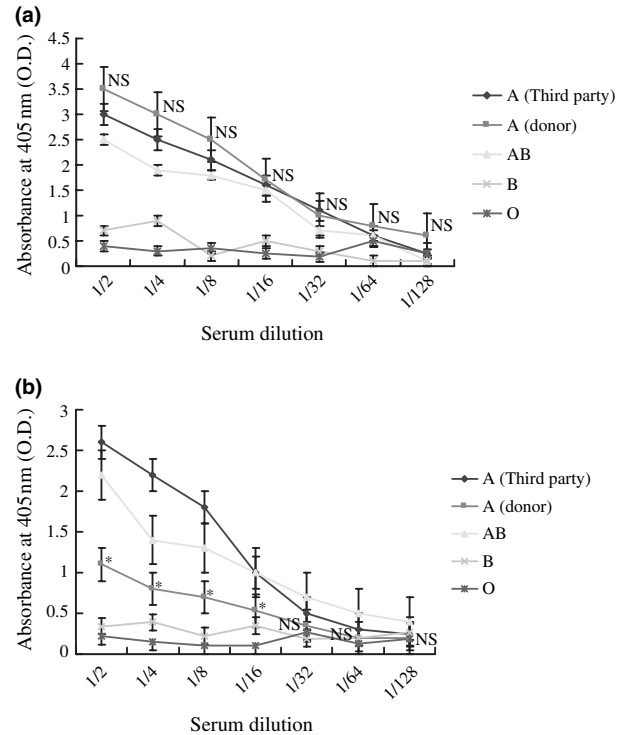 (a)
Absorbance at 405 nm (O.D.)
4.5
4
3.5
3
2.5
2
1.5
1
0.5
0
NS
NS
NS
NS
NS
NS
NS
1/2
1/4
1/8
1/16
1/32
1/64
1/128
Serum dilution
A (Third party)
A (donor)
AB
B
O
(b)
Absorbance at 405nm (O.D.)
3
2.5
2
1.5
1
0.5
0
*
*
*
*
NS
NS
NS
1/2
1/4
1/8
1/16
1/32
1/64
1/128
Serum dilution
A (Third party)
A (donor)
AB
B
O